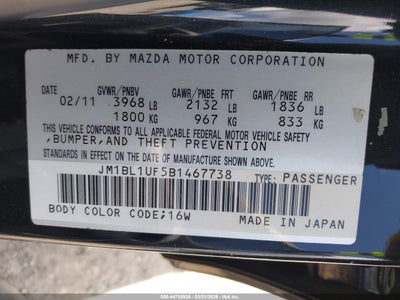 MFD. BY MAZDA MOTOR CORPORATION
DATE GVWR/PNBV GAWR/PNBE FRT GAWR/PNBE RR
02/11 3968 LB 2132 LB 1836 LB
1800 KG 967 KG 833 KG
THIS VEHICLE CONFORMS TO ALL APPLICABLE FEDERAL MOTOR VEHICLE SAFETY
,BUMPER,AND THEFT PREVENTION
STANDARDS IN EFFECT ON THE DATE OF MANUFACTURE SHOWN ABOVE.
JM1BL1UF5B1467738 TYPE: PASSENGER
BODY COLOR CODE;16W MADE IN JAPAN